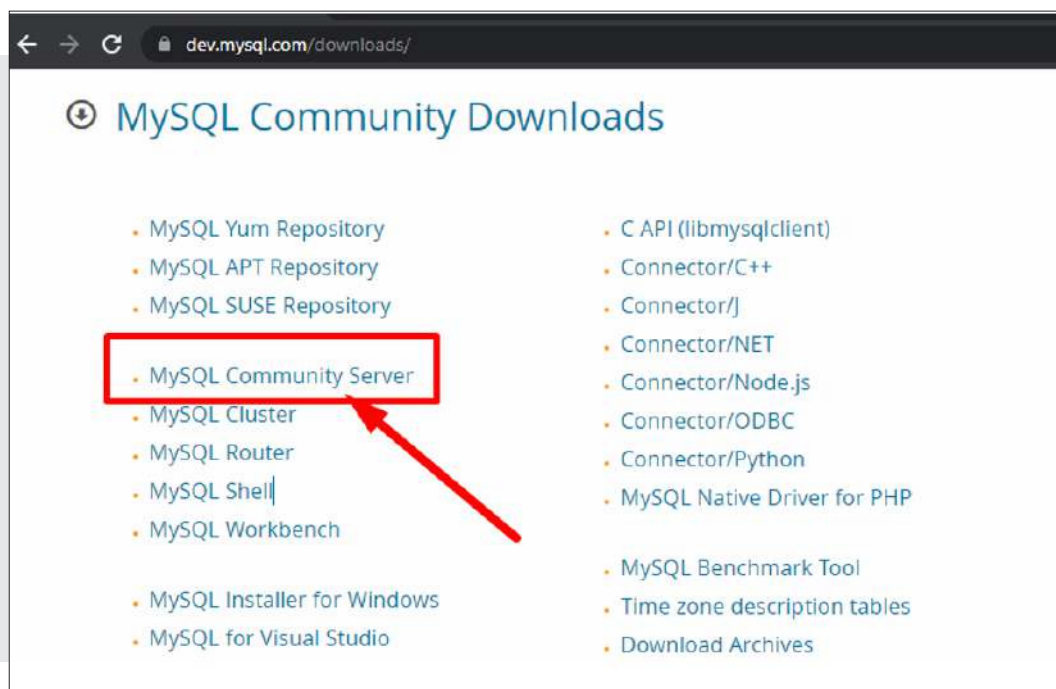 dev.mysql.com/downloads/
MySQL Community Downloads
MySQL Yum Repository
MySQL APT Repository
MySQL SUSE Repository
MySQL Community Server
MySQL Cluster
MySQL Router
MySQL Shell
MySQL Workbench
MySQL Installer for Windows
MySQL for Visual Studio
C API (libmysqlclient)
Connector/C++
Connector/J
Connector/NET
Connector/Node.js
Connector/ODBC
Connector/Python
MySQL Native Driver for PHP
MySQL Benchmark Tool
Time zone description tables
Download Archives